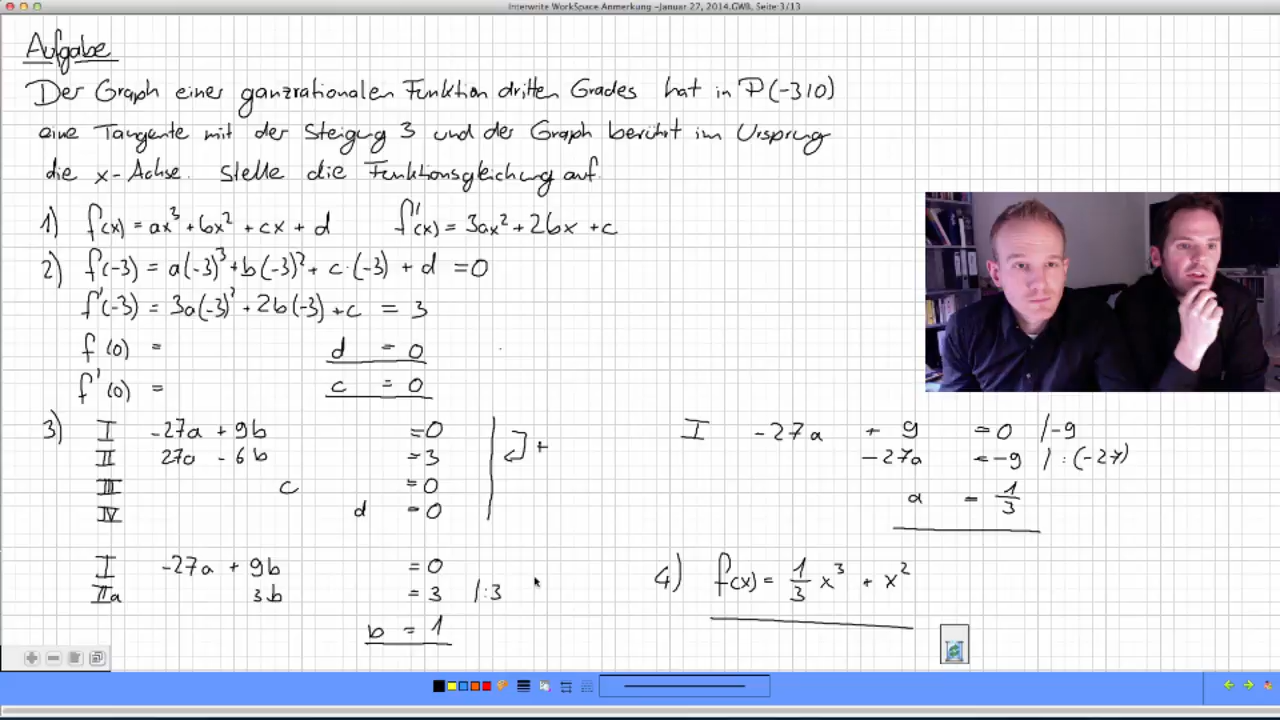 Interwrite WorkSpace Anmerkung -Januar 27, 2014.GWB, Seite:3/13
Aufgabe
Der Graph einer ganzrationalen Funktion dritten Grades hat in P(-3|0)
eine Tangente mit der Steigung 3 und der Graph berührt im Ursprung
die x-Achse. Stelle die Funktionsgleichung auf.
1) f(x) = ax³ + bx² + cx + d f'(x) = 3ax² + 2bx + c
2) f(-3) = a(-3)³ + b(-3)² + c·(-3) + d = 0
f'(-3) = 3a(-3)² + 2b(-3) + c = 3
f(0) = d = 0
f'(0) = c = 0
3) I -27a + 9b = 0
II 27a - 6b = 3
III c = 0
IV d = 0
+
I -27a + 9b = 0
IIa 3b = 3 |:3
b = 1
I -27a + 9 = 0 |-9
-27a = -9 |:(-27)
a = 1/3
4) f(x) = 1/3 x³ + x²